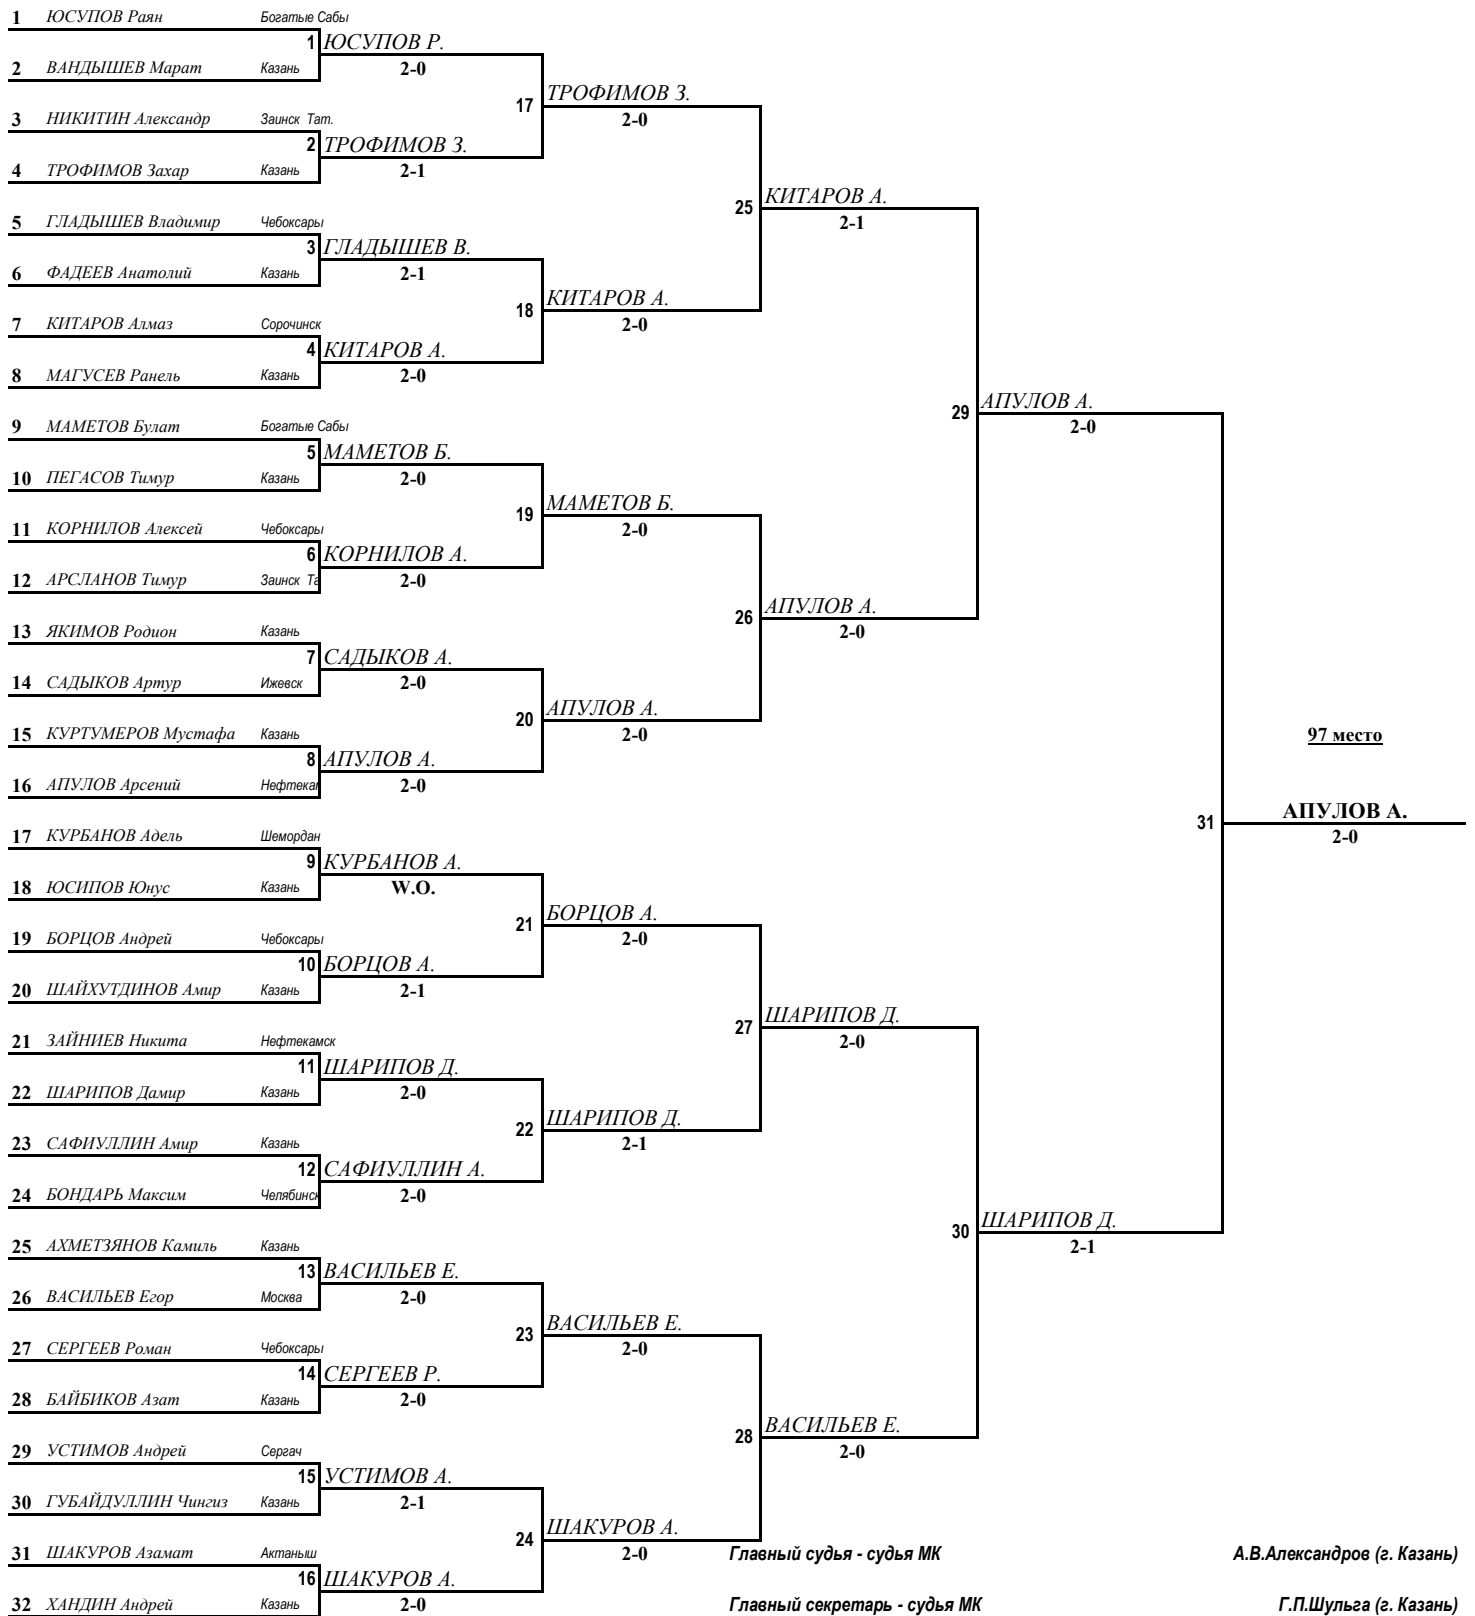 1 ЮСУПОВ Раян Богатые Сабы
1 ЮСУПОВ Р.
2 ВАНДЫШЕВ Марат Казань 2-0
17 ТРОФИМОВ З.
3 НИКИТИН Александр Заинск Тат. 2-0
2 ТРОФИМОВ З.
4 ТРОФИМОВ Захар Казань 2-1
25 КИТАРОВ А.
5 ГЛАДЫШЕВ Владимир Чебоксары 2-1
3 ГЛАДЫШЕВ В.
6 ФАДЕЕВ Анатолий Казань 2-1
18 КИТАРОВ А.
7 КИТАРОВ Алмаз Сорочинск 2-0
4 КИТАРОВ А.
8 МАГУСЕВ Ранель Казань 2-0
29 АПУЛОВ А.
9 МАМЕТОВ Булат Богатые Сабы 2-0
5 МАМЕТОВ Б.
10 ПЕГАСОВ Тимур Казань 2-0
19 МАМЕТОВ Б.
11 КОРНИЛОВ Алексей Чебоксары 2-0
6 КОРНИЛОВ А.
12 АРСЛАНОВ Тимур Заинск Та 2-0
26 АПУЛОВ А.
13 ЯКИМОВ Родион Казань 2-0
7 САДЫКОВ А.
14 САДЫКОВ Артур Ижевск 2-0
20 АПУЛОВ А.
15 КУРТУМЕРОВ Мустафа Казань 2-0 97 место
8 АПУЛОВ А.
16 АПУЛОВ Арсений Нефтекам 2-0
31 АПУЛОВ А.
17 КУРБАНОВ Адель Шемордан 2-0
9 КУРБАНОВ А.
18 ЮСИПОВ Юнус Казань W.O.
21 БОРЦОВ А.
19 БОРЦОВ Андрей Чебоксары 2-0
10 БОРЦОВ А.
20 ШАЙХУТДИНОВ Амир Казань 2-1
27 ШАРИПОВ Д.
21 ЗАЙНИЕВ Никита Нефтекамск 2-0
11 ШАРИПОВ Д.
22 ШАРИПОВ Дамир Казань 2-0
22 ШАРИПОВ Д.
23 САФИУЛЛИН Амир Казань 2-1
12 САФИУЛЛИН А.
24 БОНДАРЬ Максим Челябинск 2-0
30 ШАРИПОВ Д.
25 АХМЕТЗЯНОВ Камиль Казань 2-1
13 ВАСИЛЬЕВ Е.
26 ВАСИЛЬЕВ Егор Москва 2-0
23 ВАСИЛЬЕВ Е.
27 СЕРГЕЕВ Роман Чебоксары 2-0
14 СЕРГЕЕВ Р.
28 БАЙБИКОВ Азат Казань 2-0
28 ВАСИЛЬЕВ Е.
29 УСТИМОВ Андрей Сергач 2-0
15 УСТИМОВ А.
30 ГУБАЙДУЛЛИН Чингиз Казань 2-1
24 ШАКУРОВ А.
31 ШАКУРОВ Азамат Актаныш 2-0 Главный судья - судья МК А.В.Александров (г. Казань)
16 ШАКУРОВ А.
32 ХАНДИН Андрей Казань 2-0 Главный секретарь - судья МК Г.П.Шульга (г. Казань)